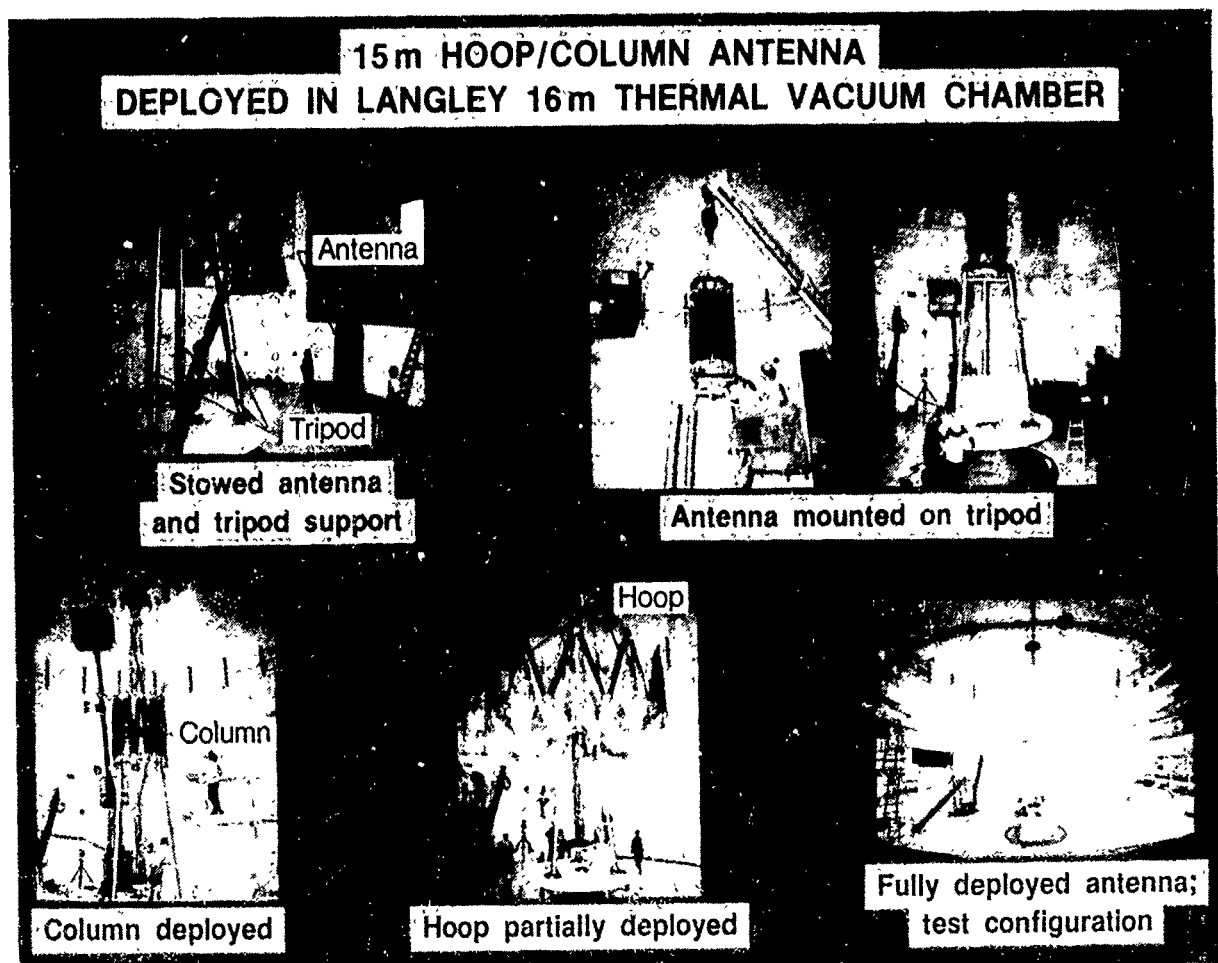 15m HOOP/COLUMN ANTENNA
DEPLOYED IN LANGLEY 16m THERMAL VACUUM CHAMBER
Antenna
Tripod
Stowed antenna
and tripod support
Antenna mounted on tripod
Column
Column deployed
Hoop
Hoop partially deployed
Fully deployed antenna;
test configuration